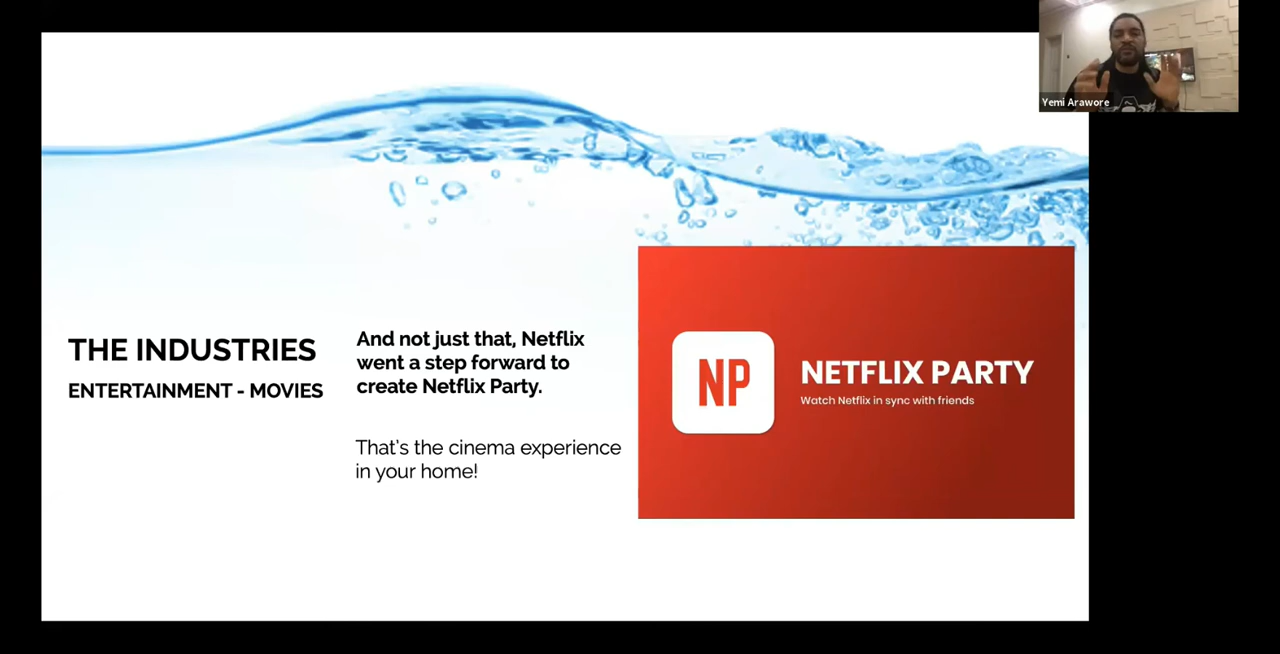 Yemi Arawore
THE INDUSTRIES
ENTERTAINMENT - MOVIES
And not just that, Netflix
went a step forward to
create Netflix Party.
That's the cinema experience
in your home!
NP
NETFLIX PARTY
Watch Netflix in sync with friends